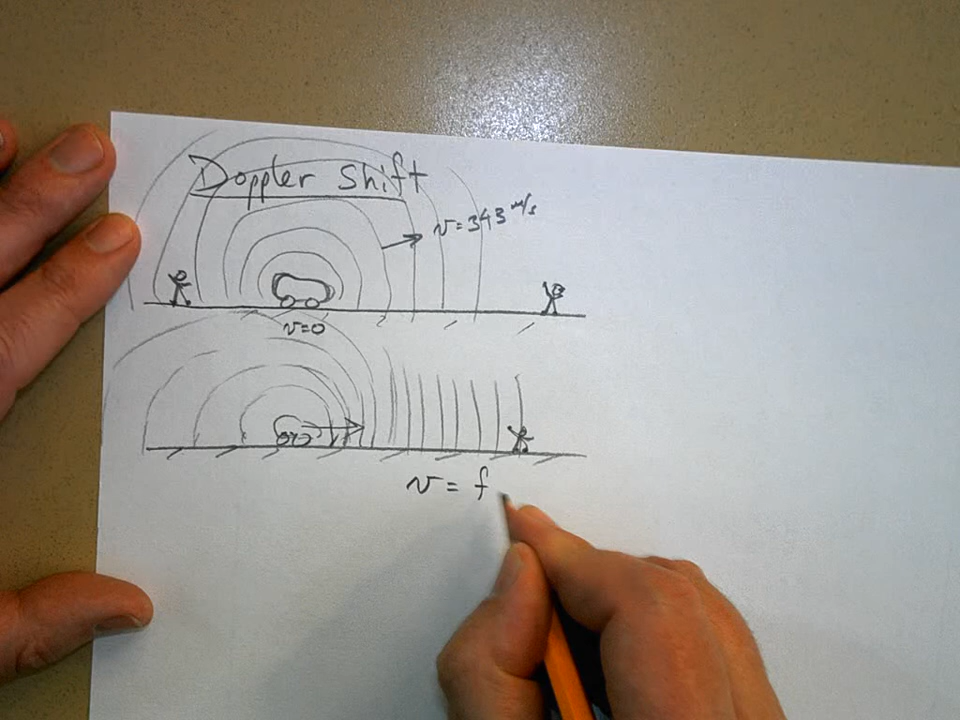 Doppler Shift
v = 343 m/s
v=0
v = f